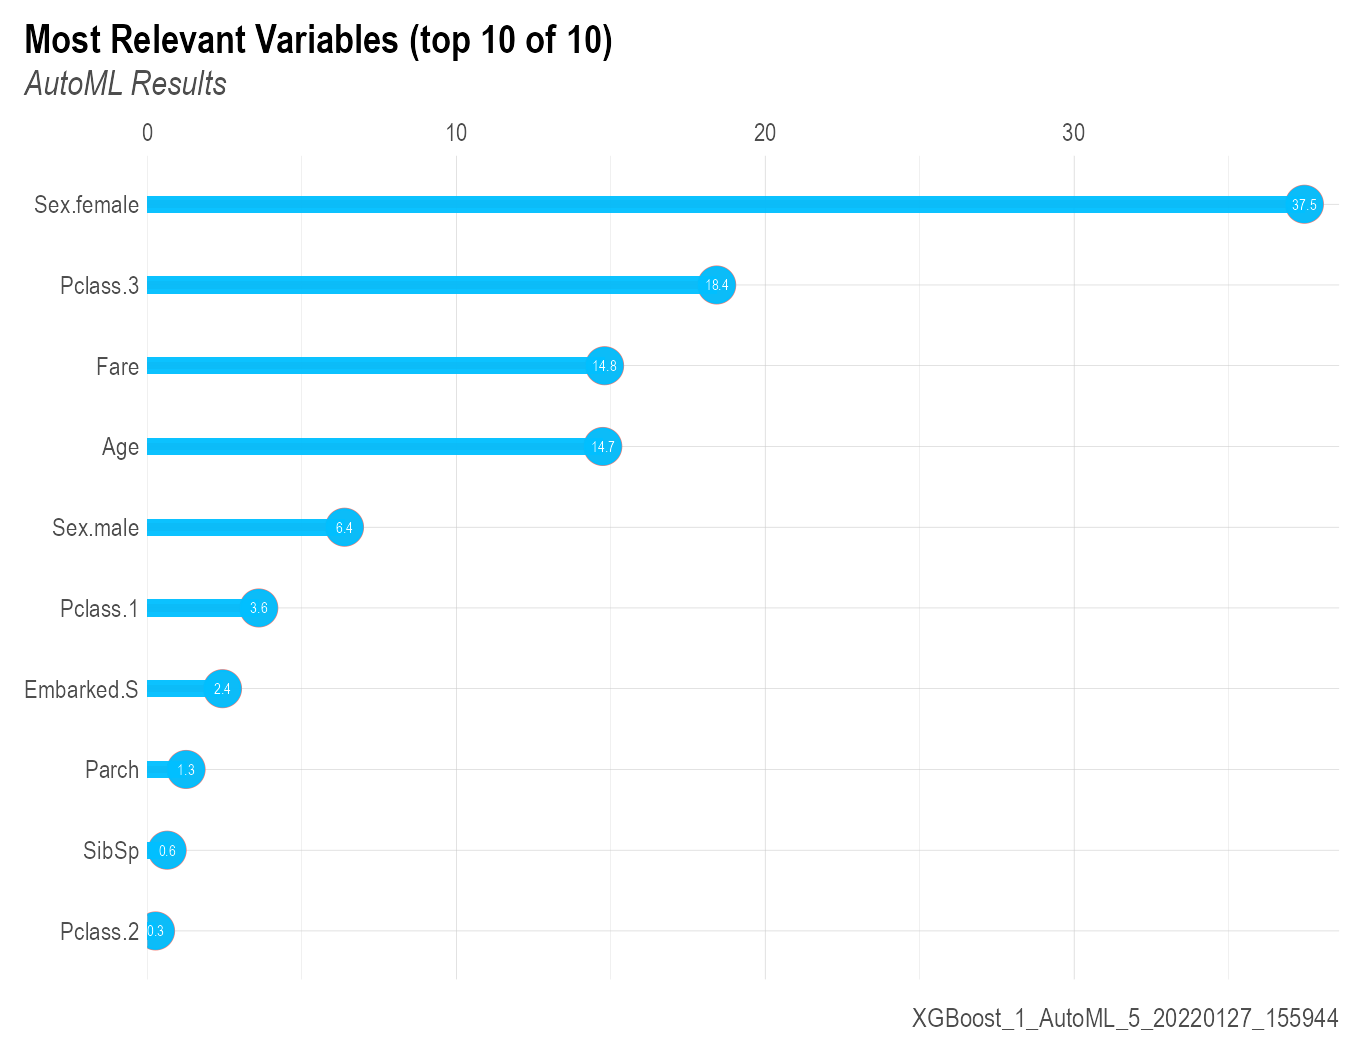 Most Relevant Variables (top 10 of 10)
AutoML Results
0 10 20 30
Sex.female 37.5
Pclass.3 18.4
Fare 14.8
Age 14.7
Sex.male 6.4
Pclass.1 3.6
Embarked.S 2.4
Parch 1.3
SibSp 0.6
Pclass.2 0.3
XGBoost_1_AutoML_5_20220127_155944